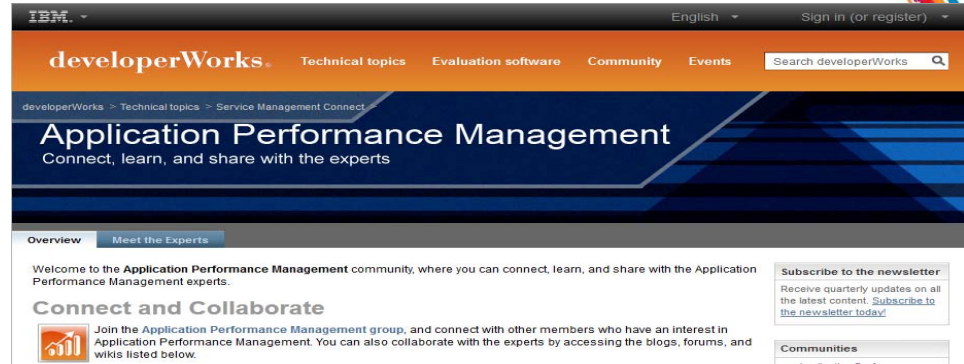 IBM.
English
Sign in (or register)
developerWorks.
Technical topics
Evaluation software
Community
Events
Search developerWorks
developerWorks > Technical topics > Service Management Connect >
Application Performance Management
Connect, learn, and share with the experts
Overview
Meet the Experts
Welcome to the Application Performance Management community, where you can connect, learn, and share with the Application
Performance Management experts.
Connect and Collaborate
Join the Application Performance Management group, and connect with other members who have an interest in
Application Performance Management. You can also collaborate with the experts by accessing the blogs, forums, and
wikis listed below.
Subscribe to the newsletter
Receive quarterly updates on all
the latest content. Subscribe to
the newsletter today!
Communities